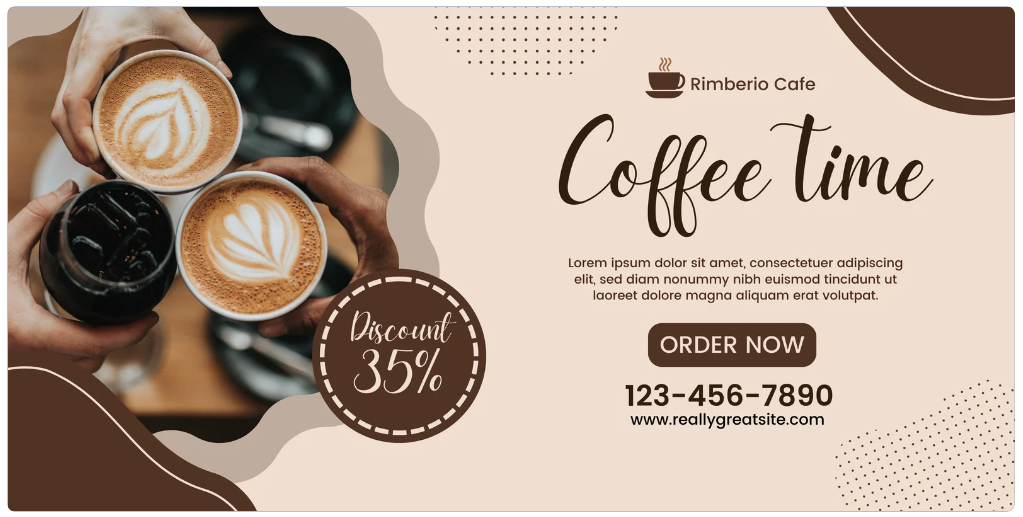 Rimberio Cafe
Coffee time
Lorem ipsum dolor sit amet, consectetuer adipiscing
elit, sed diam nonummy nibh euismod tincidunt ut
laoreet dolore magna aliquam erat volutpat.
ORDER NOW
123-456-7890
www.reallygreatsite.com
Discount
35%